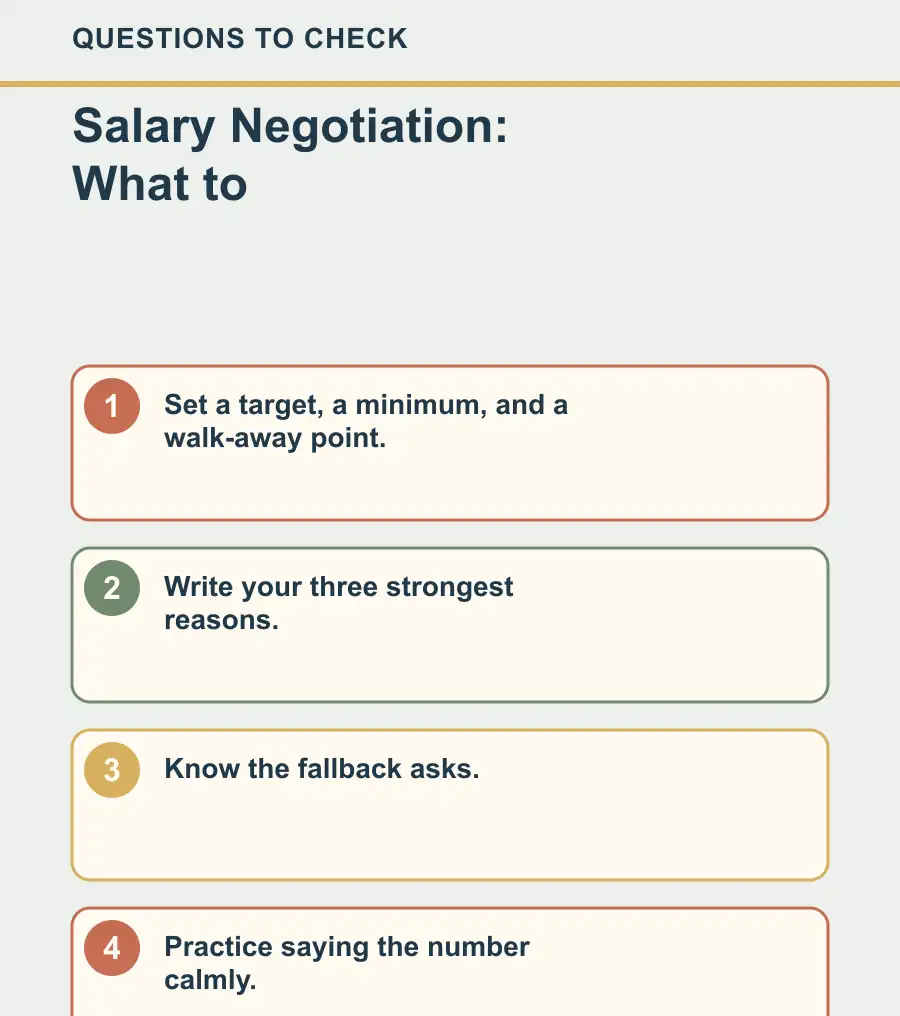 QUESTIONS TO CHECK
Salary Negotiation:
What to
1
Set a target, a minimum, and a
walk-away point.
2
Write your three strongest
reasons.
3
Know the fallback asks.
4
Practice saying the number
calmly.